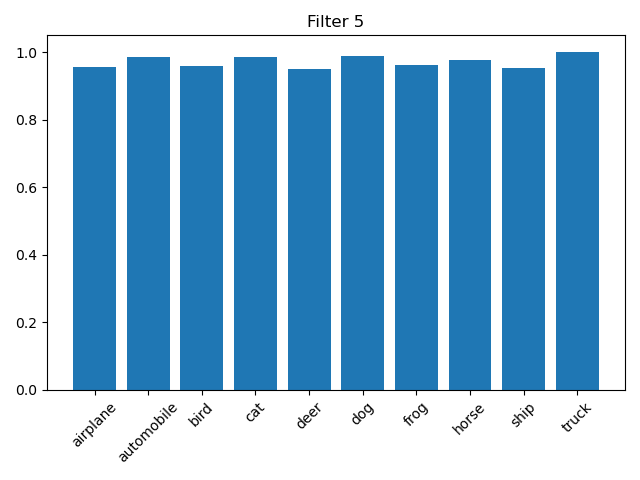 Filter 5
1.0
0.8
0.6
0.4
0.2
0.0
airplane
automobile
bird
cat
deer
dog
frog
horse
ship
truck